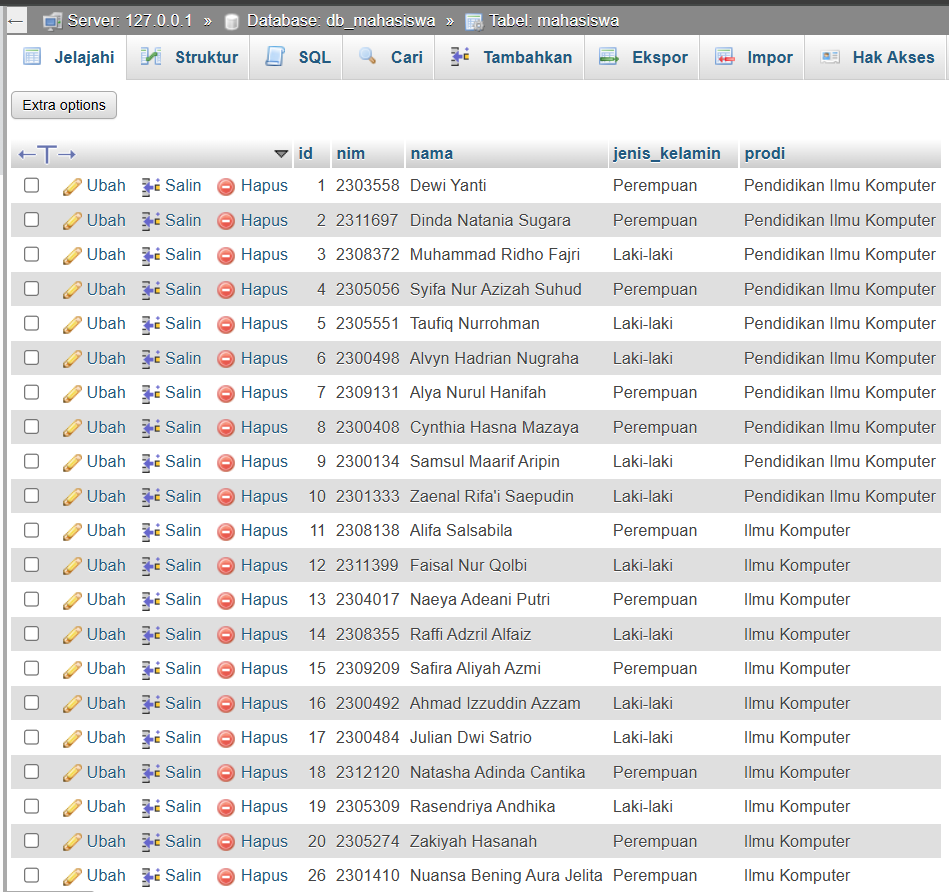 ← Server: 127.0.0.1 » Database: db_mahasiswa » Tabel: mahasiswa
Jelajahi Struktur SQL Cari Tambahkan Ekspor Impor Hak Akses
Extra options
←T→ id nim nama jenis_kelamin prodi
Ubah Salin Hapus 1 2303558 Dewi Yanti Perempuan Pendidikan Ilmu Komputer
Ubah Salin Hapus 2 2311697 Dinda Natania Sugara Perempuan Pendidikan Ilmu Komputer
Ubah Salin Hapus 3 2308372 Muhammad Ridho Fajri Laki-laki Pendidikan Ilmu Komputer
Ubah Salin Hapus 4 2305056 Syifa Nur Azizah Suhud Perempuan Pendidikan Ilmu Komputer
Ubah Salin Hapus 5 2305551 Taufiq Nurrohman Laki-laki Pendidikan Ilmu Komputer
Ubah Salin Hapus 6 2300498 Alvyn Hadrian Nugraha Laki-laki Pendidikan Ilmu Komputer
Ubah Salin Hapus 7 2309131 Alya Nurul Hanifah Perempuan Pendidikan Ilmu Komputer
Ubah Salin Hapus 8 2300408 Cynthia Hasna Mazaya Perempuan Pendidikan Ilmu Komputer
Ubah Salin Hapus 9 2300134 Samsul Maarif Aripin Laki-laki Pendidikan Ilmu Komputer
Ubah Salin Hapus 10 2301333 Zaenal Rifa'i Saepudin Laki-laki Pendidikan Ilmu Komputer
Ubah Salin Hapus 11 2308138 Alifa Salsabila Perempuan Ilmu Komputer
Ubah Salin Hapus 12 2311399 Faisal Nur Qolbi Laki-laki Ilmu Komputer
Ubah Salin Hapus 13 2304017 Naeya Adeani Putri Perempuan Ilmu Komputer
Ubah Salin Hapus 14 2308355 Raffi Adzril Alfaiz Laki-laki Ilmu Komputer
Ubah Salin Hapus 15 2309209 Safira Aliyah Azmi Perempuan Ilmu Komputer
Ubah Salin Hapus 16 2300492 Ahmad Izzuddin Azzam Laki-laki Ilmu Komputer
Ubah Salin Hapus 17 2300484 Julian Dwi Satrio Laki-laki Ilmu Komputer
Ubah Salin Hapus 18 2312120 Natasha Adinda Cantika Perempuan Ilmu Komputer
Ubah Salin Hapus 19 2305309 Rasendriya Andhika Laki-laki Ilmu Komputer
Ubah Salin Hapus 20 2305274 Zakiyah Hasanah Perempuan Ilmu Komputer
Ubah Salin Hapus 26 2301410 Nuansa Bening Aura Jelita Perempuan Ilmu Komputer